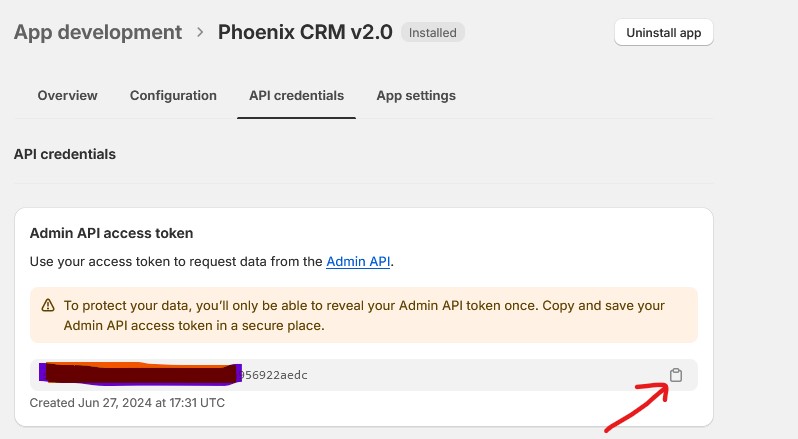 App development > Phoenix CRM v2.0 Installed Uninstall app
Overview Configuration API credentials App settings
API credentials
Admin API access token
Use your access token to request data from the Admin API.
To protect your data, you'll only be able to reveal your Admin API token once. Copy and save your
Admin API access token in a secure place.
956922aedc
Created Jun 27, 2024 at 17:31 UTC